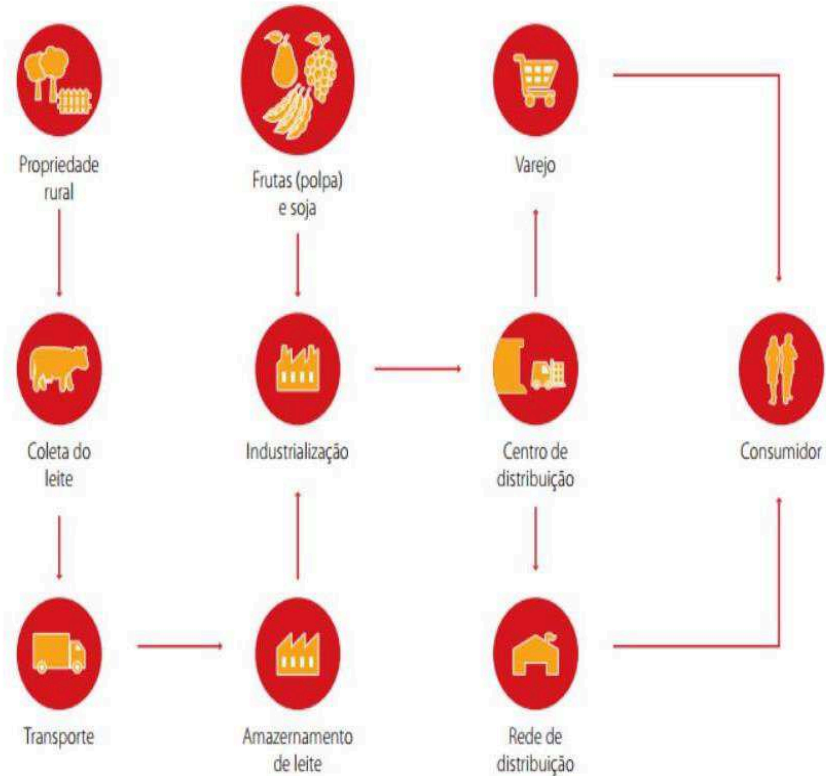 Propriedade
rural
Frutas (polpa)
e soja
Varejo
Coleta do
leite
Industrialização
Centro de
distribuição
Consumidor
Transporte
Amazernamento
de leite
Rede de
distribuição